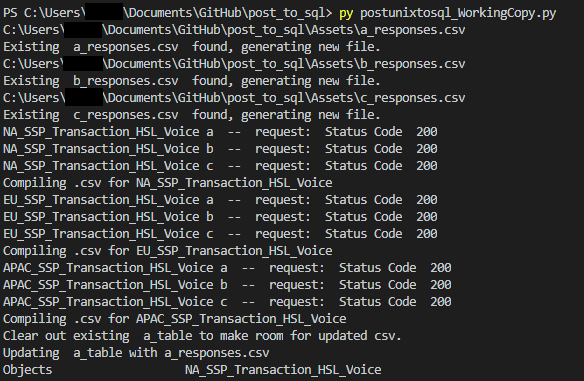 PS C:\Users\ \Documents\GitHub\post_to_sql> py postunixtosql_WorkingCopy.py
C:\Users\ \Documents\GitHub\post_to_sql\Assets\a_responses.csv
Existing  a_responses.csv  found, generating new file.
C:\Users\ \Documents\GitHub\post_to_sql\Assets\b_responses.csv
Existing  b_responses.csv  found, generating new file.
C:\Users\ \Documents\GitHub\post_to_sql\Assets\c_responses.csv
Existing  c_responses.csv  found, generating new file.
NA_SSP_Transaction_HSL_Voice a  --  request:  Status Code  200
NA_SSP_Transaction_HSL_Voice b  --  request:  Status Code  200
NA_SSP_Transaction_HSL_Voice c  --  request:  Status Code  200
Compiling .csv for NA_SSP_Transaction_HSL_Voice
EU_SSP_Transaction_HSL_Voice a  --  request:  Status Code  200
EU_SSP_Transaction_HSL_Voice b  --  request:  Status Code  200
EU_SSP_Transaction_HSL_Voice c  --  request:  Status Code  200
Compiling .csv for EU_SSP_Transaction_HSL_Voice
APAC_SSP_Transaction_HSL_Voice a  --  request:  Status Code  200
APAC_SSP_Transaction_HSL_Voice b  --  request:  Status Code  200
APAC_SSP_Transaction_HSL_Voice c  --  request:  Status Code  200
Compiling .csv for APAC_SSP_Transaction_HSL_Voice
Clear out existing  a_table to make room for updated csv.
Updating  a_table with a_responses.csv
Objects                   NA_SSP_Transaction_HSL_Voice